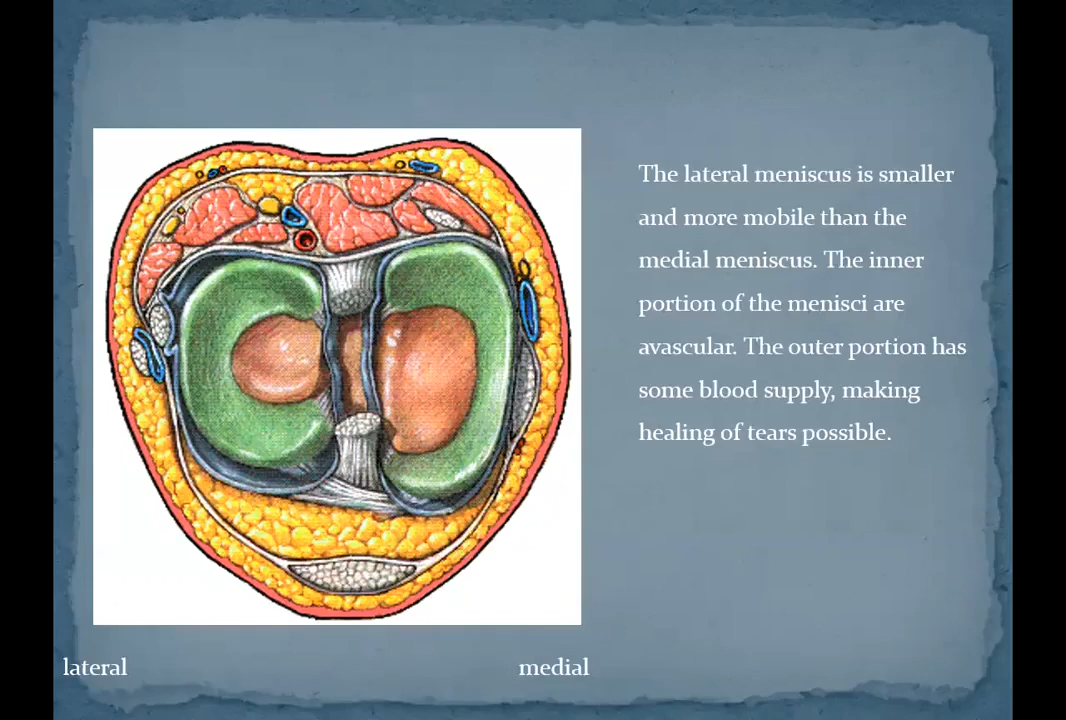 The lateral meniscus is smaller
and more mobile than the
medial meniscus. The inner
portion of the menisci are
avascular. The outer portion has
some blood supply, making
healing of tears possible.
lateral
medial